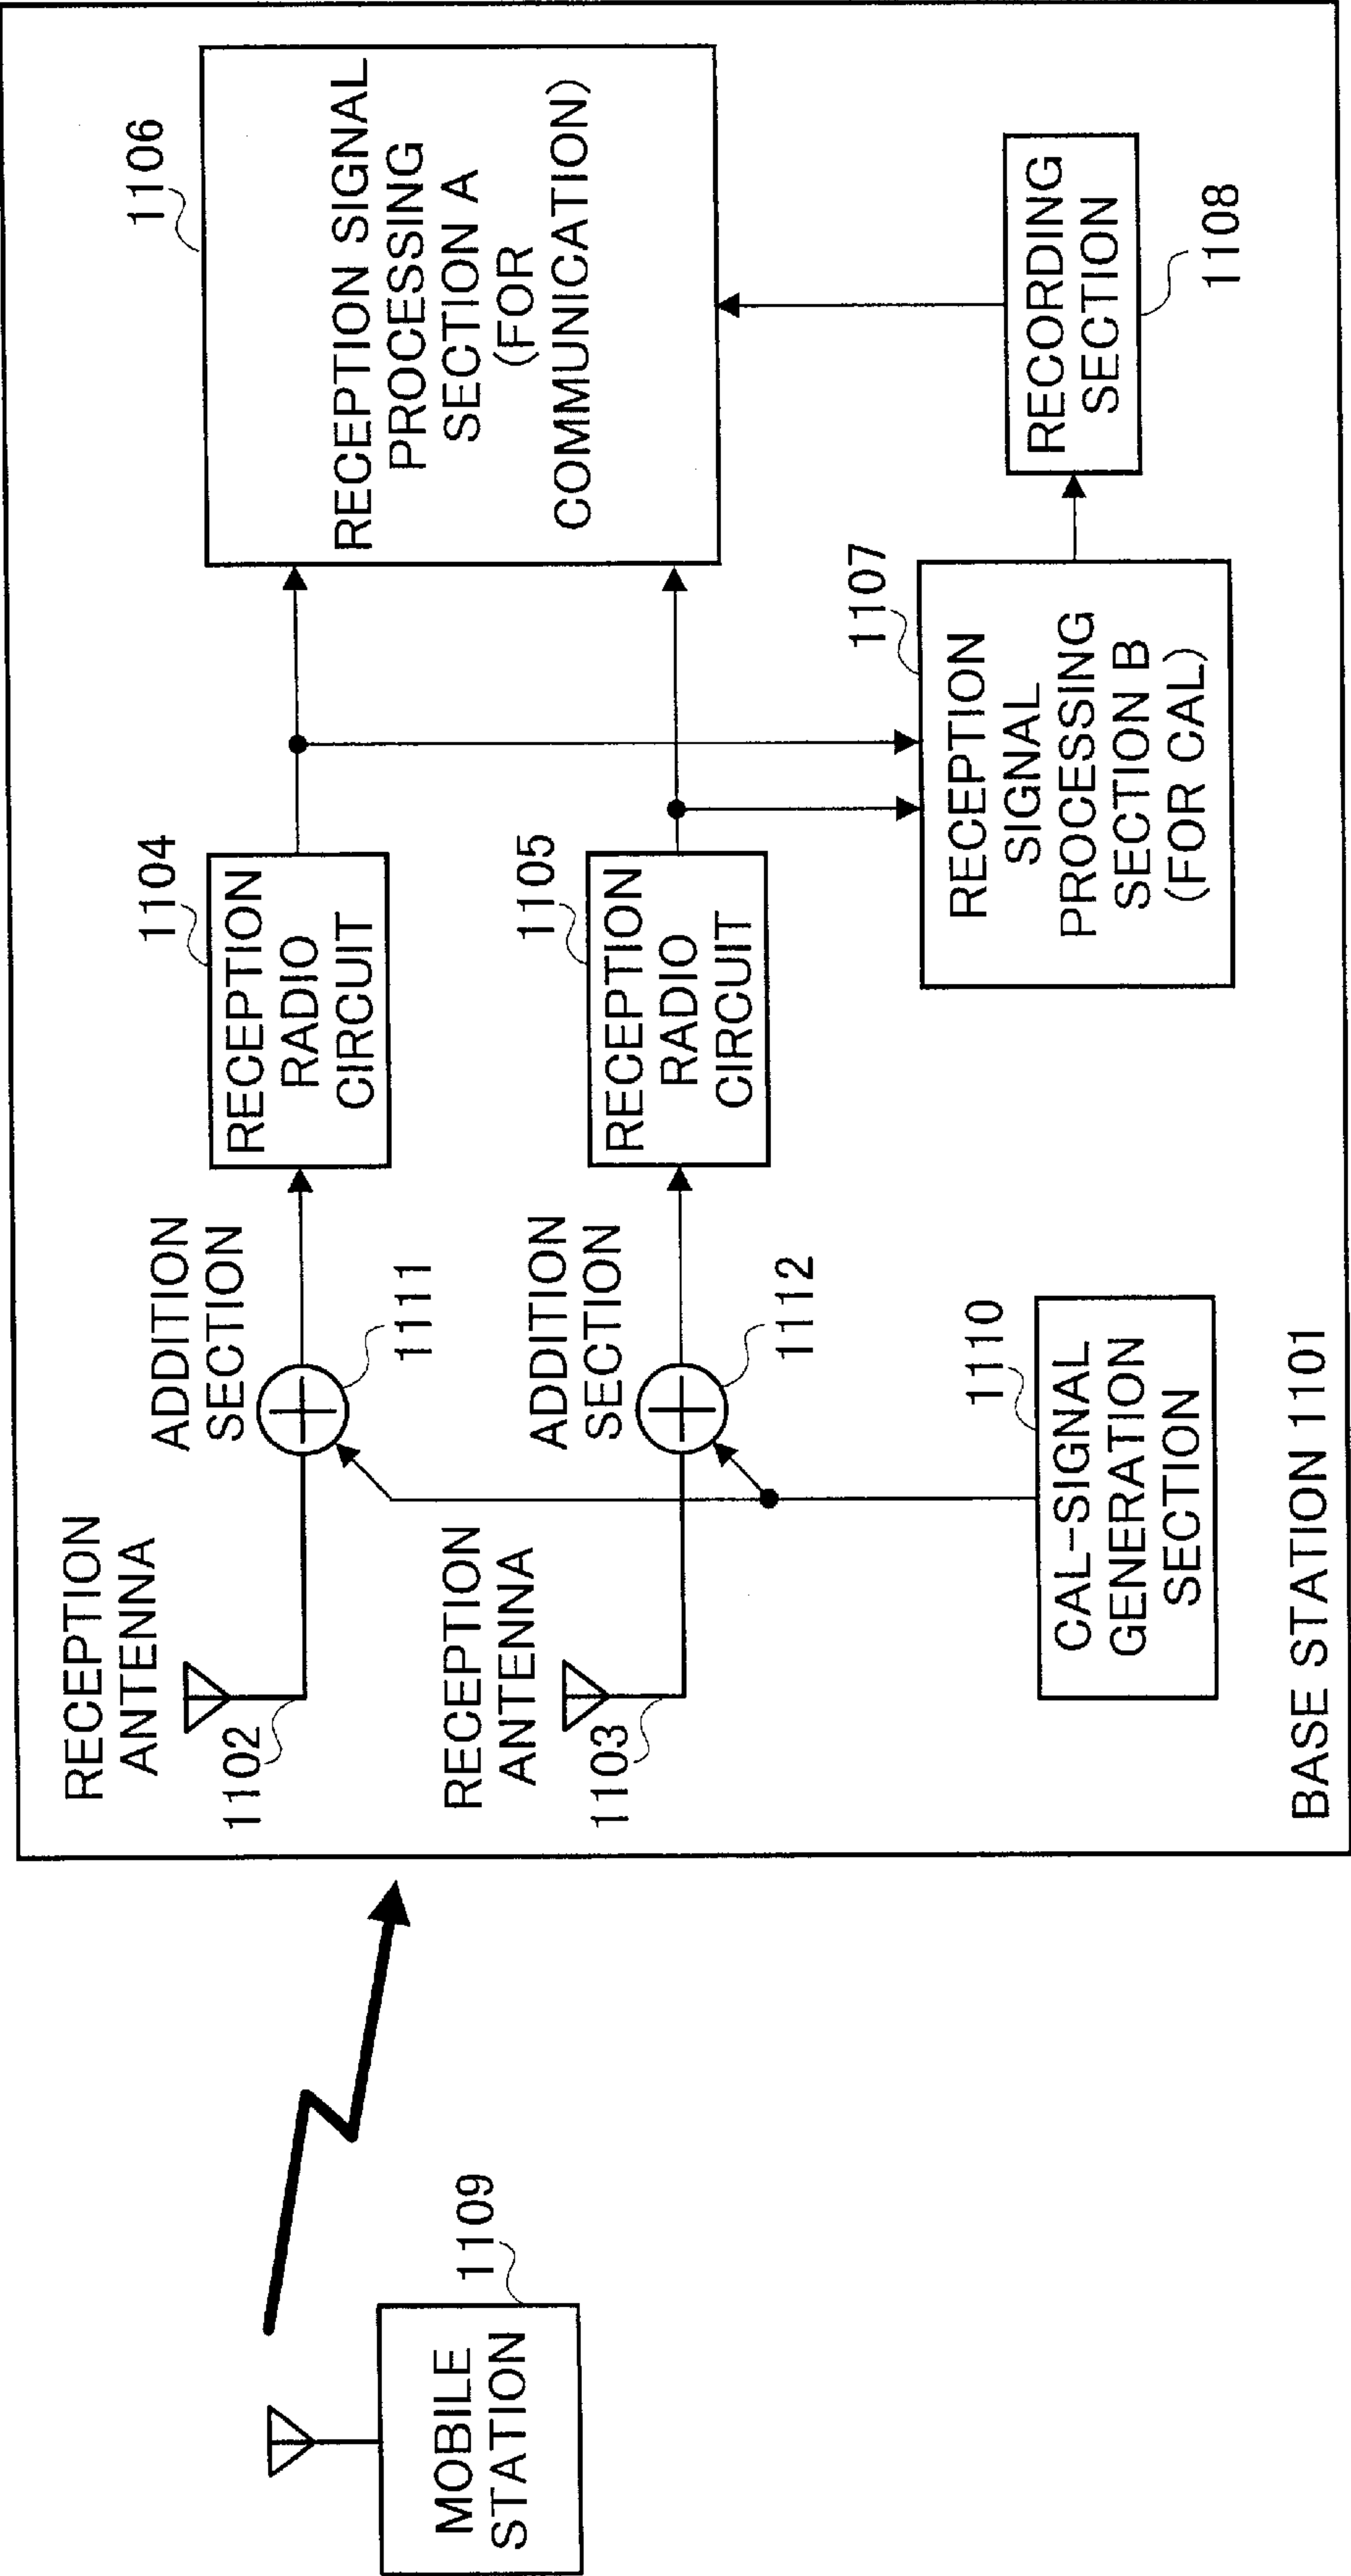 MOBILE
STATION
1109
RECEPTION
ANTENNA
1102
ADDITION
SECTION
1111
1104
RECEPTION
RADIO
CIRCUIT
1106
RECEPTION SIGNAL
PROCESSING
SECTION A
(FOR
COMMUNICATION)
RECEPTION
ANTENNA
1103
ADDITION
SECTION
1112
1105
RECEPTION
RADIO
CIRCUIT
1110
CAL-SIGNAL
GENERATION
SECTION
1107
RECEPTION
SIGNAL
PROCESSING
SECTION B
(FOR CAL)
RECORDING
SECTION
1108
BASE STATION 1101